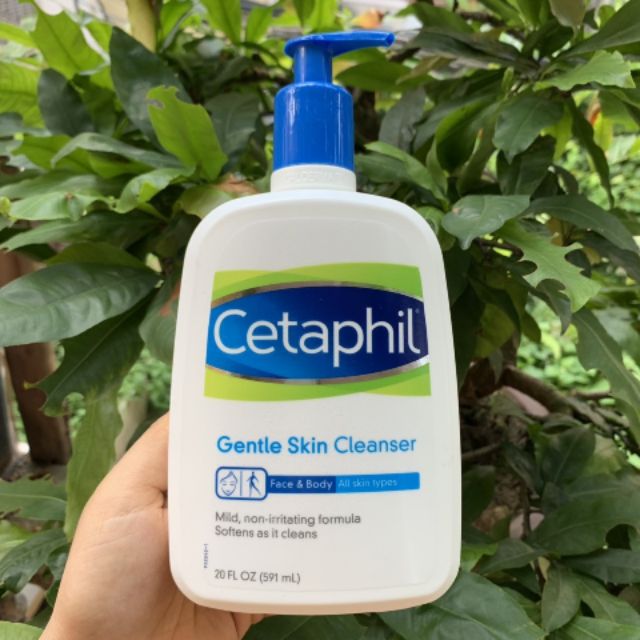 Cetaphil
Gentle Skin Cleanser
Face & Body All skin types
Mild, non-irritating formula
Softens as it cleans
20 FL OZ (591 mL)